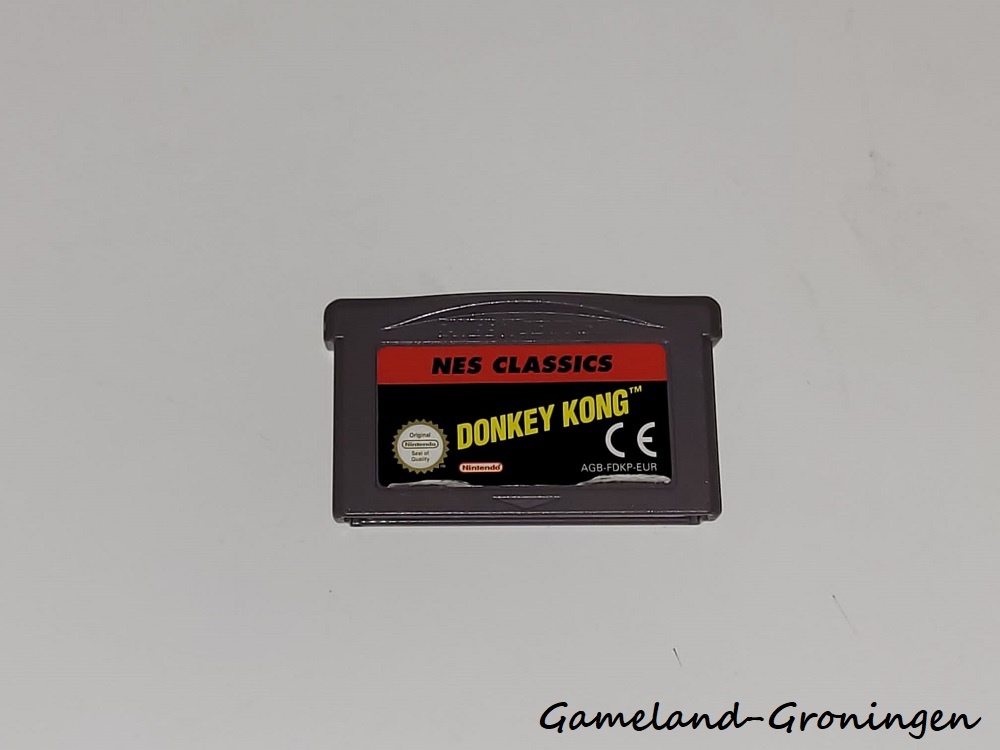 NES CLASSICS
DONKEY KONG™
Original
Nintendo
Seal of
Quality
CE
Nintendo
AGB-FDKP-EUR
Gameland-Groningen